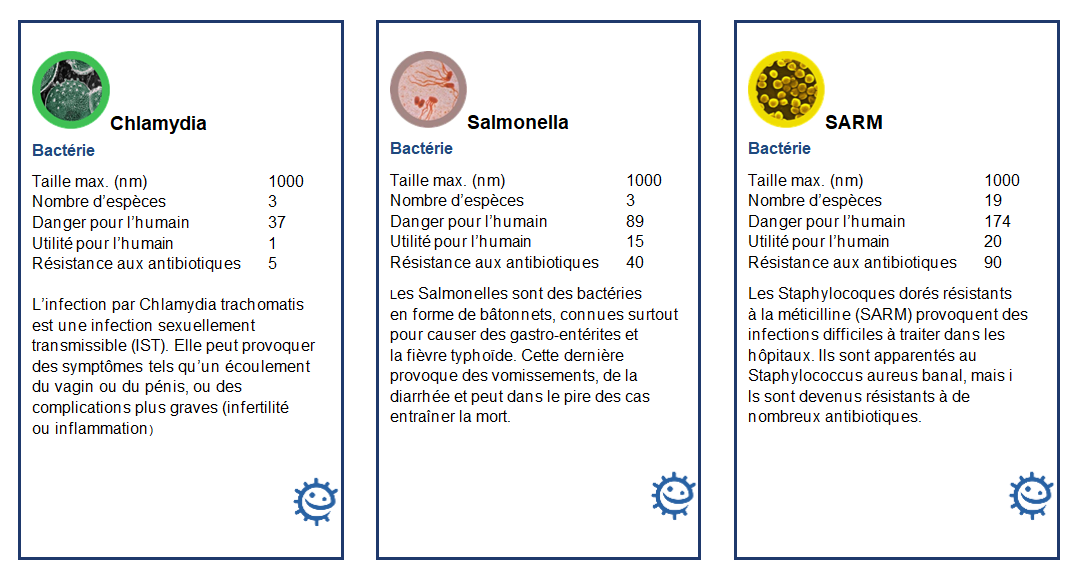 Chlamydia
Bactérie
Taille max. (nm) 1000
Nombre d'espèces 3
Danger pour l'humain 37
Utilité pour l'humain 1
Résistance aux antibiotiques 5
L'infection par Chlamydia trachomatis
est une infection sexuellement
transmissible (IST). Elle peut provoquer
des symptômes tels qu'un écoulement
du vagin ou du pénis, ou des
complications plus graves (infertilité
ou inflammation)
Salmonella
Bactérie
Taille max. (nm) 1000
Nombre d'espèces 3
Danger pour l'humain 89
Utilité pour l'humain 15
Résistance aux antibiotiques 40
Les Salmonelles sont des bactéries
en forme de bâtonnets, connues surtout
pour causer des gastro-entérites et
la fièvre typhoïde. Cette dernière
provoque des vomissements, de la
diarrhée et peut dans le pire des cas
entraîner la mort.
SARM
Bactérie
Taille max. (nm) 1000
Nombre d'espèces 19
Danger pour l'humain 174
Utilité pour l'humain 20
Résistance aux antibiotiques 90
Les Staphylocoques dorés résistants
à la méticilline (SARM) provoquent des
infections difficiles à traiter dans les
hôpitaux. Ils sont apparentés au
Staphylococcus aureus banal, mais i
ls sont devenus résistants à de
nombreux antibiotiques.